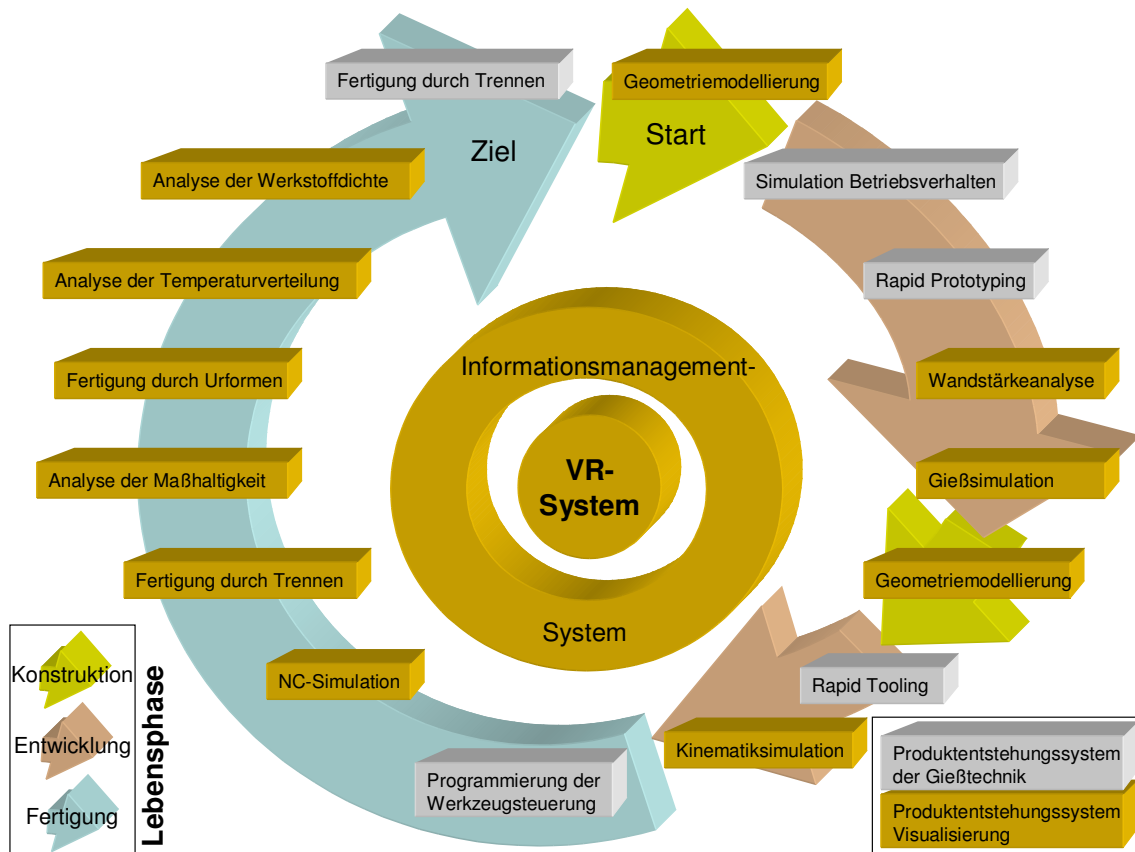 Fertigung durch Trennen
Geometriemodellierung
Ziel
Start
Analyse der Werkstoffdichte
Simulation Betriebsverhalten
Analyse der Temperaturverteilung
Rapid Prototyping
Informationsmanagement-
Fertigung durch Urformen
Wandstärkeanalyse
VR-
System
Analyse der Maßhaltigkeit
Gießsimulation
Fertigung durch Trennen
Geometriemodellierung
System
NC-Simulation
Rapid Tooling
Kinematiksimulation
Programmierung der
Werkzeugsteuerung
Konstruktion
Entwicklung
Fertigung
Lebensphase
Produktentstehungssystem
der Gießtechnik
Produktentstehungssystem
Visualisierung